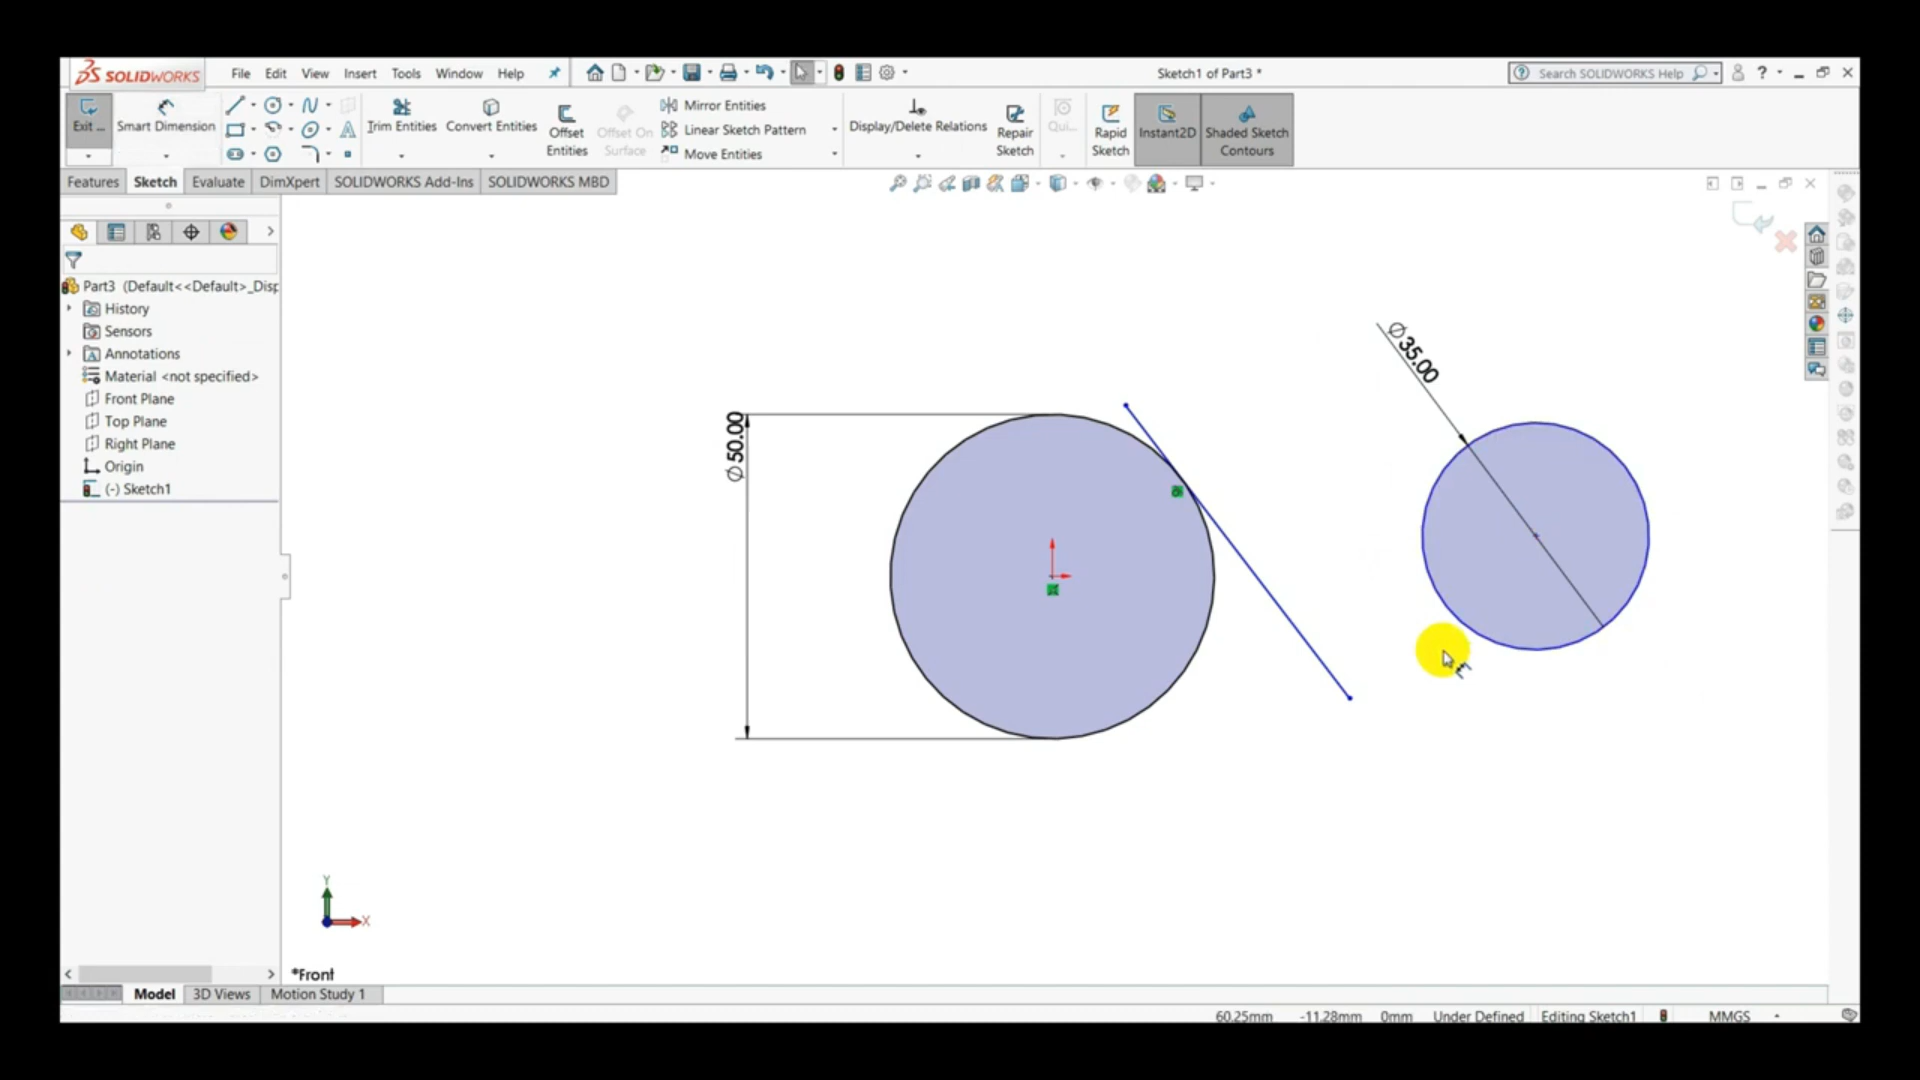 SOLIDWORKS File Edit View Insert Tools Window Help Sketch1 of Part3 * Search SOLIDWORKS Help ?
Exit ... Smart Dimension Trim Entities Convert Entities Offset Entities Offset On Surface Mirror Entities Display/Delete Relations Repair Sketch Qui... Rapid Sketch Instant2D Shaded Sketch Contours
Linear Sketch Pattern
Move Entities
Features Sketch Evaluate DimXpert SOLIDWORKS Add-Ins SOLIDWORKS MBD
Part3 (Default<<Default>_Disp
History
Sensors
Annotations
Material <not specified>
Front Plane
Top Plane
Right Plane
Origin
(-) Sketch1
∅50.00
∅35.00
Y
X
*Front
Model 3D Views Motion Study 1
60.25mm -11.28mm 0mm Under Defined Editing Sketch1 MMGS